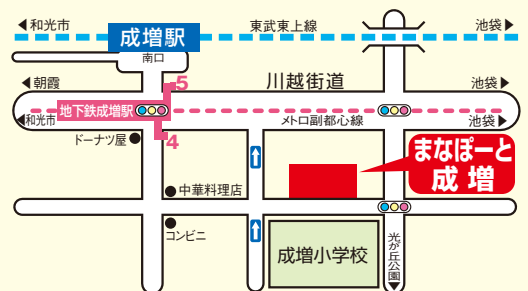 ◀和光市
東武東上線
池袋▶
成増駅
南口
◀朝霞
5
川越街道
池袋▶
地下鉄成増駅
◀和光市
メトロ副都心線
池袋▶
ドーナツ屋
4
まなぽーと
成増
中華料理店
コンビニ
成増小学校
光が丘公園